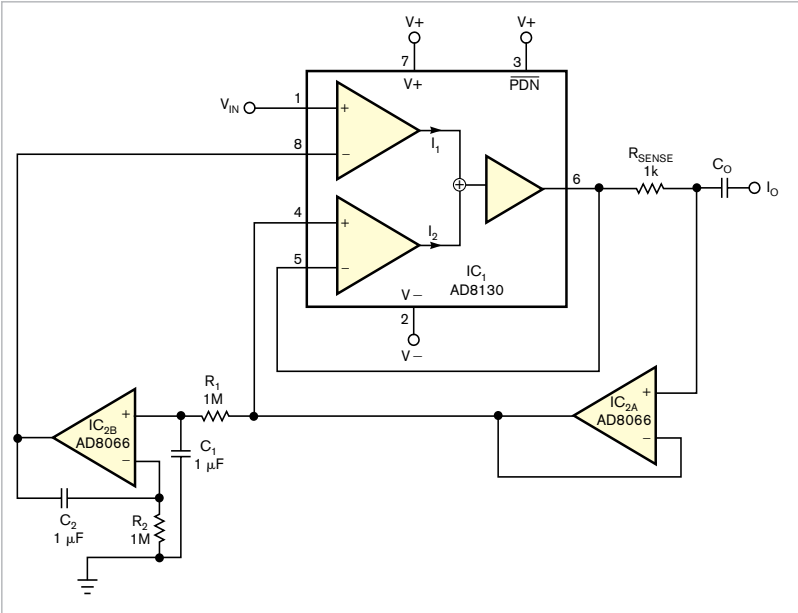 V+
V+
7
3
V+
PDN
VIN
1
+
8
−
I1
RSENSE
1k
CO
6
IO
4
+
5
−
I2
IC1
AD8130
V−
2
V−
R1
1M
IC2B
AD8066
+
−
C1
1 µF
IC2A
AD8066
+
−
C2
1 µF
R2
1M